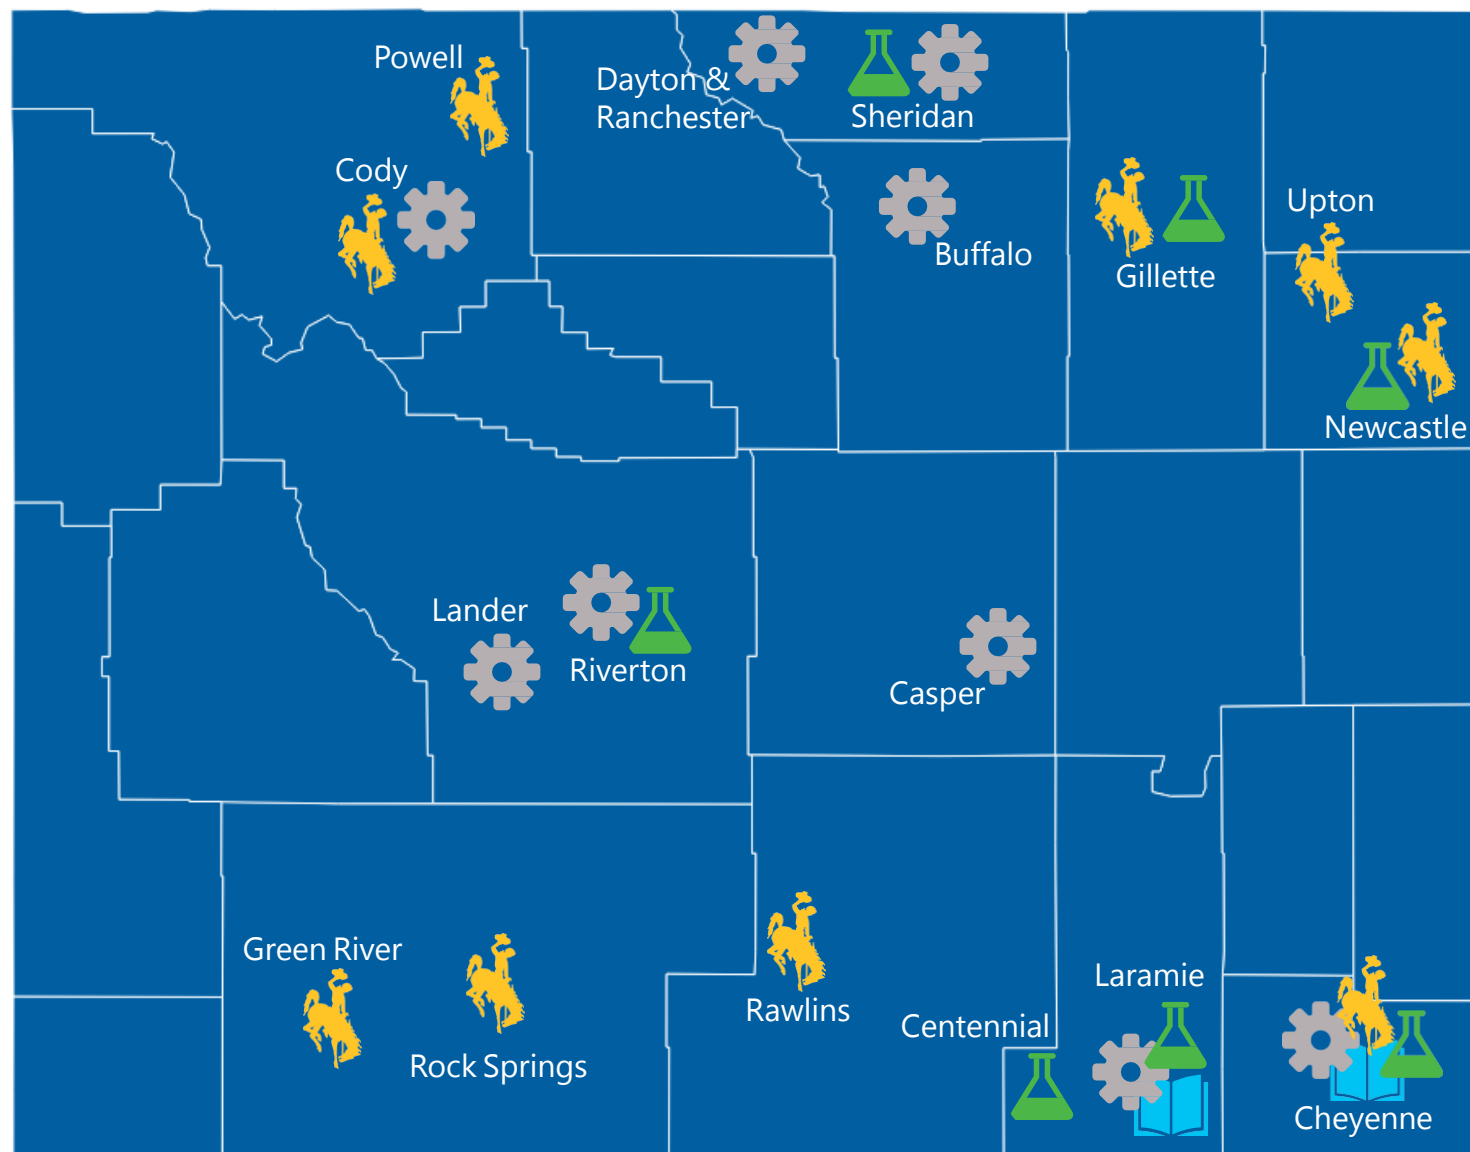 Powell
Dayton &
Ranchester
Sheridan
Cody
Upton
Buffalo
Gillette
Newcastle
Lander
Riverton
Casper
Green River
Rock Springs
Rawlins
Laramie
Centennial
Cheyenne